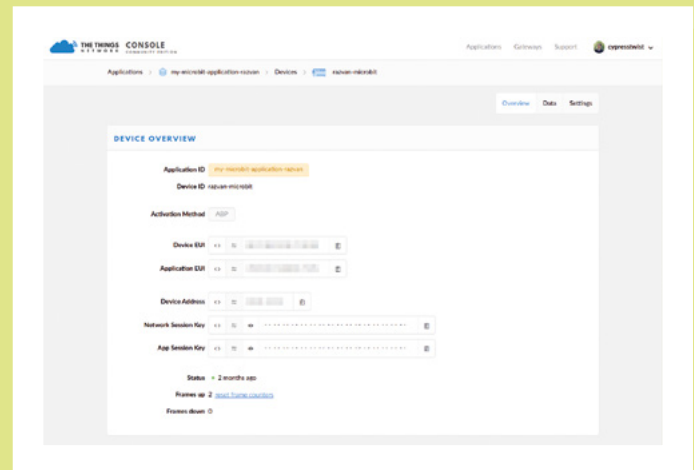 THE THINGS NETWORK CONSOLE
COMMUNITY EDITION
Applications Gateways Support cypresstwist
Applications > my-microbit-application-razvan > Devices > razvan-microbit
Overview Data Settings
DEVICE OVERVIEW
Application ID my-microbit-application-razvan
Device ID razvan-microbit
Activation Method ABP
Device EUI
Application EUI
Device Address
Network Session Key
App Session Key
Status 2 months ago
Frames up 2 reset frame counters
Frames down 0